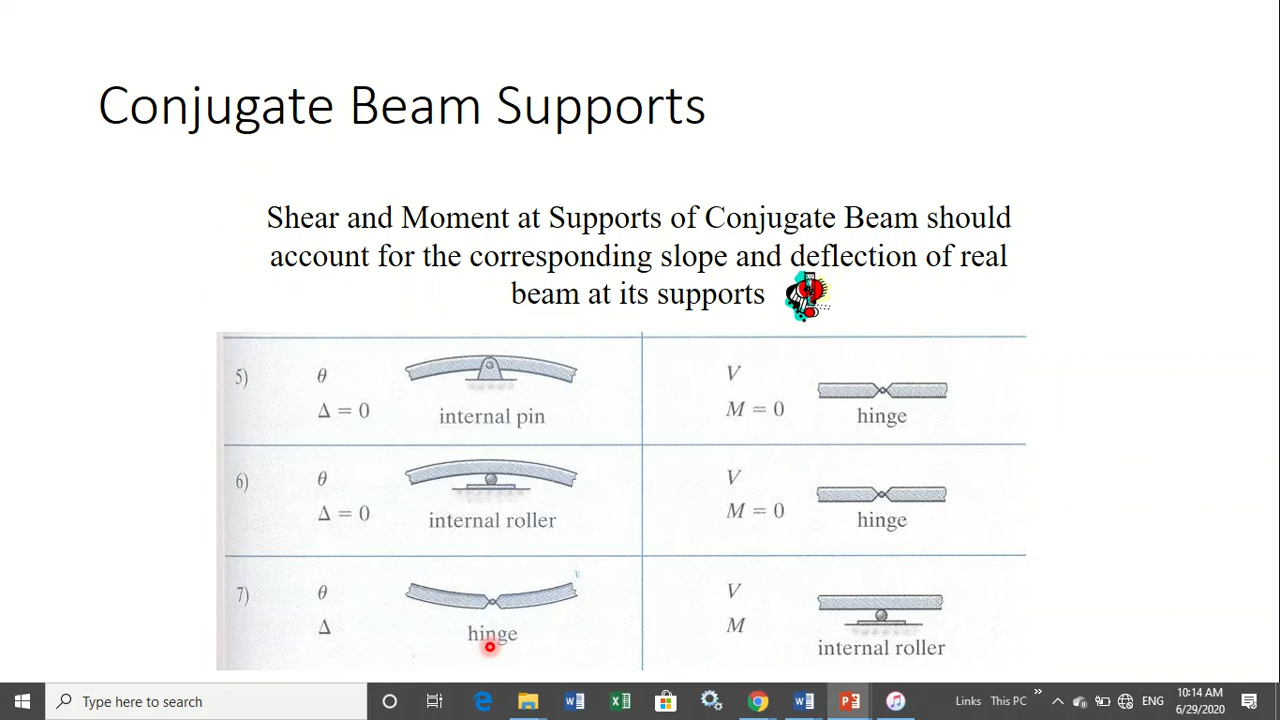 Conjugate Beam Supports
Shear and Moment at Supports of Conjugate Beam should
account for the corresponding slope and deflection of real
beam at its supports
5) θ V
Δ = 0 internal pin M = 0 hinge
6) θ V
Δ = 0 internal roller M = 0 hinge
7) θ V
Δ hinge M internal roller
Type here to search Links This PC » ENG 10:14 AM
6/29/2020